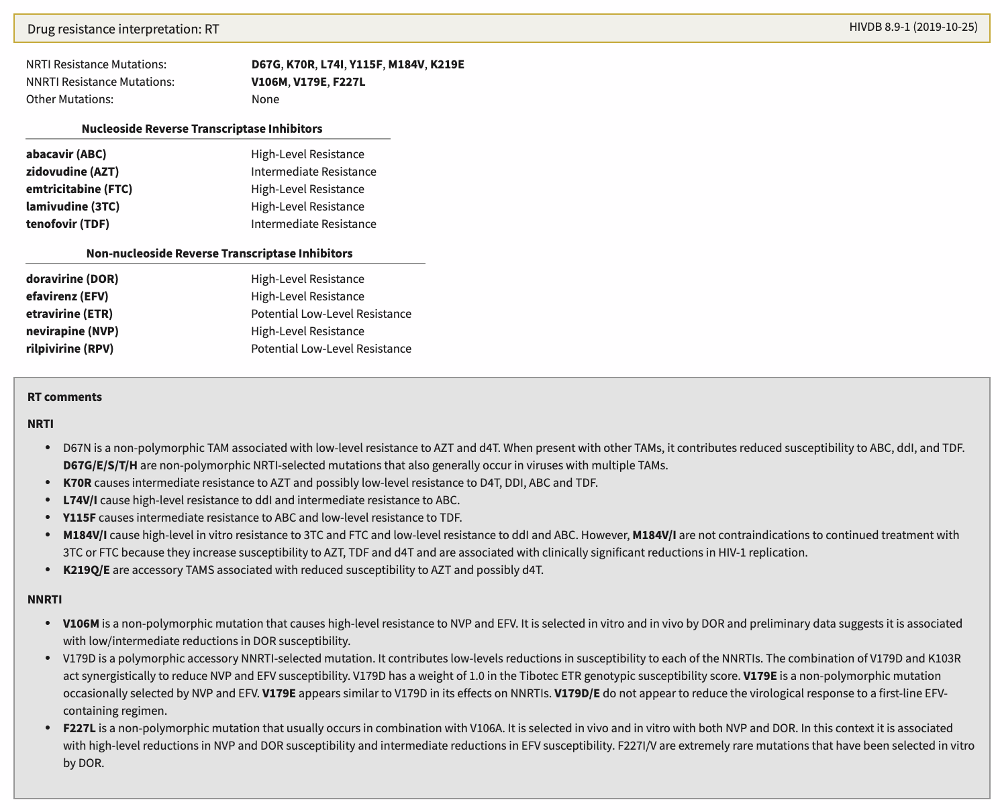 Drug resistance interpretation: RT
HIVDB 8.9-1 (2019-10-25)
NRTI Resistance Mutations: D67G, K70R, L74I, Y115F, M184V, K219E
NNRTI Resistance Mutations: V106M, V179E, F227L
Other Mutations: None
Nucleoside Reverse Transcriptase Inhibitors
abacavir (ABC) High-Level Resistance
zidovudine (AZT) Intermediate Resistance
emtricitabine (FTC) High-Level Resistance
lamivudine (3TC) High-Level Resistance
tenofovir (TDF) Intermediate Resistance
Non-nucleoside Reverse Transcriptase Inhibitors
doravirine (DOR) High-Level Resistance
efavirenz (EFV) High-Level Resistance
etravirine (ETR) Potential Low-Level Resistance
nevirapine (NVP) High-Level Resistance
rilpivirine (RPV) Potential Low-Level Resistance
RT comments
NRTI
• D67N is a non-polymorphic TAM associated with low-level resistance to AZT and d4T. When present with other TAMs, it contributes reduced susceptibility to ABC, ddI, and TDF.
D67G/E/S/T/H are non-polymorphic NRTI-selected mutations that also generally occur in viruses with multiple TAMs.
• K70R causes intermediate resistance to AZT and possibly low-level resistance to D4T, DDI, ABC and TDF.
• L74V/I cause high-level resistance to ddI and intermediate resistance to ABC.
• Y115F causes intermediate resistance to ABC and low-level resistance to TDF.
• M184V/I cause high-level in vitro resistance to 3TC and FTC and low-level resistance to ddI and ABC. However, M184V/I are not contraindications to continued treatment with
3TC or FTC because they increase susceptibility to AZT, TDF and d4T and are associated with clinically significant reductions in HIV-1 replication.
• K219Q/E are accessory TAMS associated with reduced susceptibility to AZT and possibly d4T.
NNRTI
• V106M is a non-polymorphic mutation that causes high-level resistance to NVP and EFV. It is selected in vitro and in vivo by DOR and preliminary data suggests it is associated
with low/intermediate reductions in DOR susceptibility.
• V179D is a polymorphic accessory NNRTI-selected mutation. It contributes low-levels reductions in susceptibility to each of the NNRTIs. The combination of V179D and K103R
act synergistically to reduce NVP and EFV susceptibility. V179D has a weight of 1.0 in the Tibotec ETR genotypic susceptibility score. V179E is a non-polymorphic mutation
occasionally selected by NVP and EFV. V179E appears similar to V179D in its effects on NNRTIs. V179D/E do not appear to reduce the virological response to a first-line EFV-
containing regimen.
• F227L is a non-polymorphic mutation that usually occurs in combination with V106A. It is selected in vivo and in vitro with both NVP and DOR. In this context it is associated
with high-level reductions in NVP and DOR susceptibility and intermediate reductions in EFV susceptibility. F227I/V are extremely rare mutations that have been selected in vitro
by DOR.